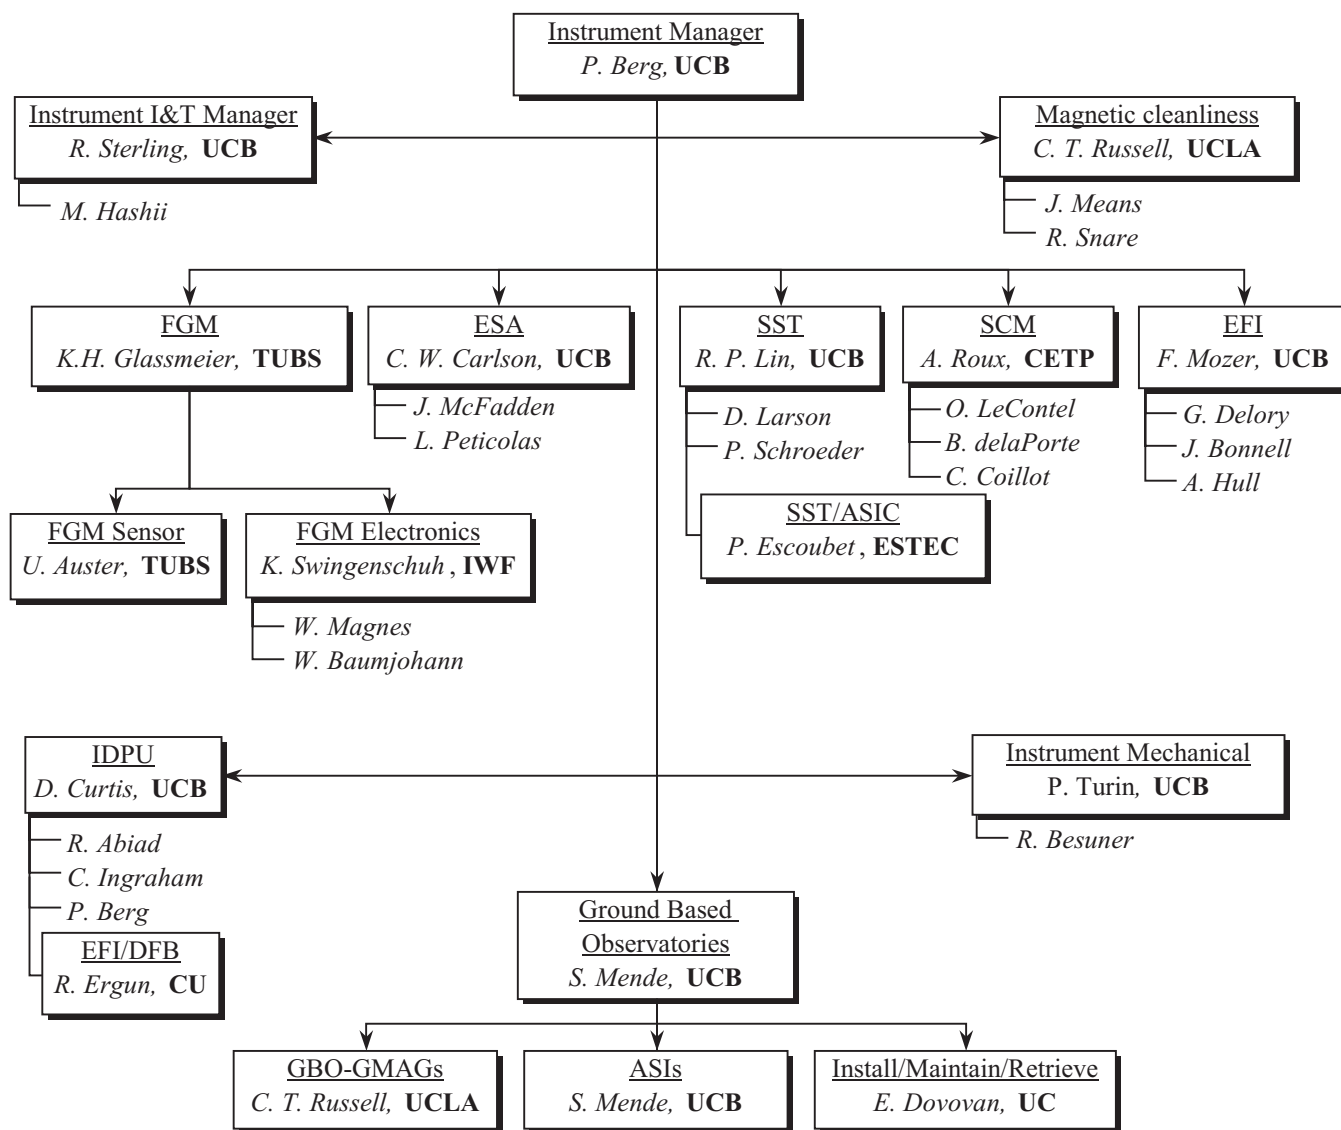 Instrument Manager
P. Berg, UCB
Instrument I&T Manager
R. Sterling, UCB
M. Hashii
Magnetic cleanliness
C. T. Russell, UCLA
J. Means
R. Snare
FGM
K.H. Glassmeier, TUBS
ESA
C. W. Carlson, UCB
J. McFadden
L. Peticolas
SST
R. P. Lin, UCB
D. Larson
P. Schroeder
SST/ASIC
P. Escoubet, ESTEC
SCM
A. Roux, CETP
O. LeContel
B. delaPorte
C. Coillot
EFI
F. Mozer, UCB
G. Delory
J. Bonnell
A. Hull
FGM Sensor
U. Auster, TUBS
FGM Electronics
K. Swingenschuh, IWF
W. Magnes
W. Baumjohann
IDPU
D. Curtis, UCB
R. Abiad
C. Ingraham
P. Berg
EFI/DFB
R. Ergun, CU
Instrument Mechanical
P. Turin, UCB
R. Besuner
Ground Based
Observatories
S. Mende, UCB
GBO-GMAGs
C. T. Russell, UCLA
ASIs
S. Mende, UCB
Install/Maintain/Retrieve
E. Dovovan, UC